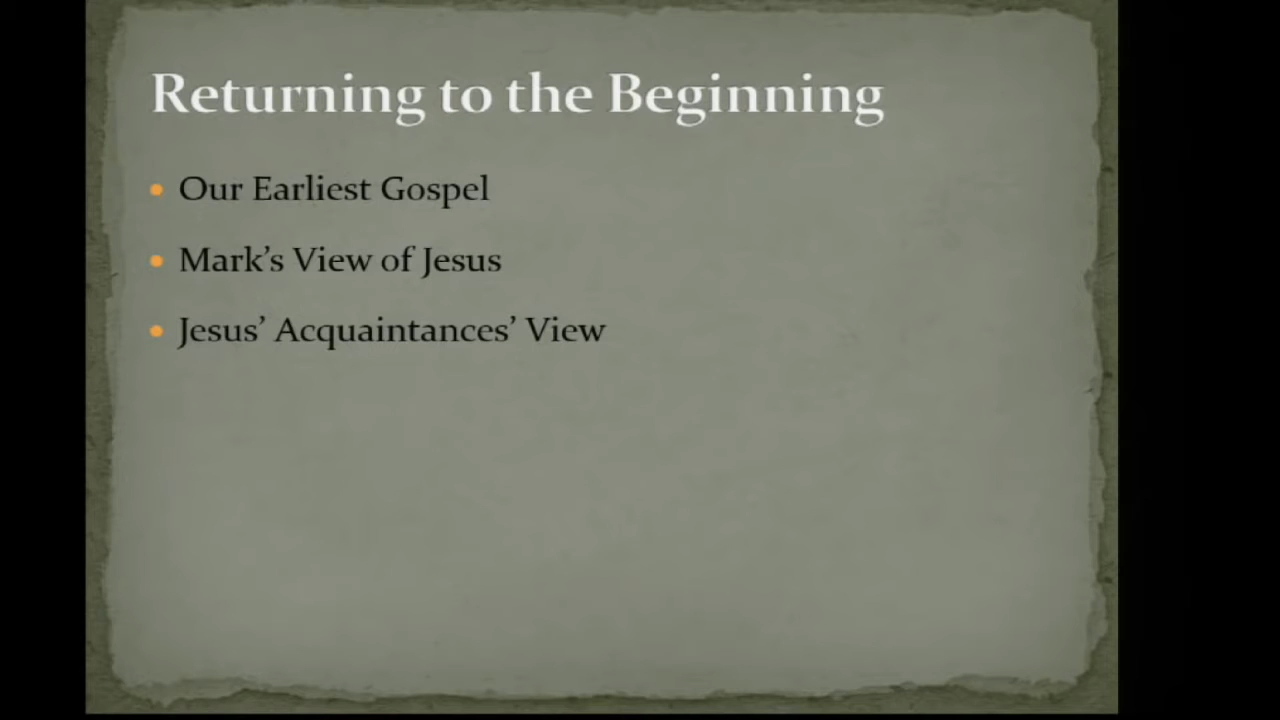 Returning to the Beginning
• Our Earliest Gospel
• Mark’s View of Jesus
• Jesus’ Acquaintances’ View